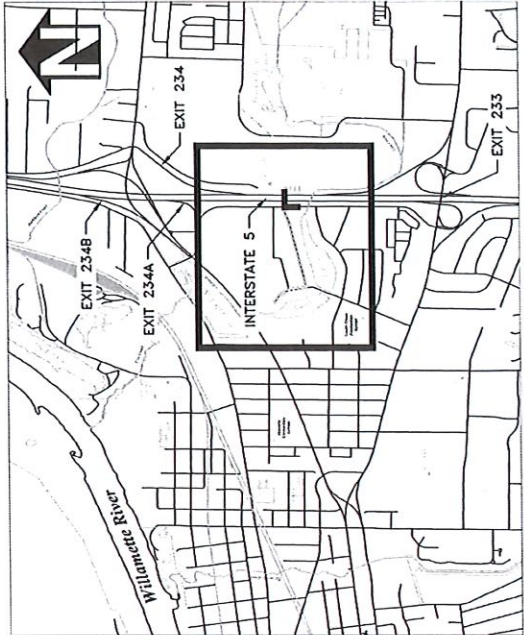 N
EXIT 234
EXIT 234B
EXIT 234A
INTERSTATE 5
EXIT 233
Willamette River